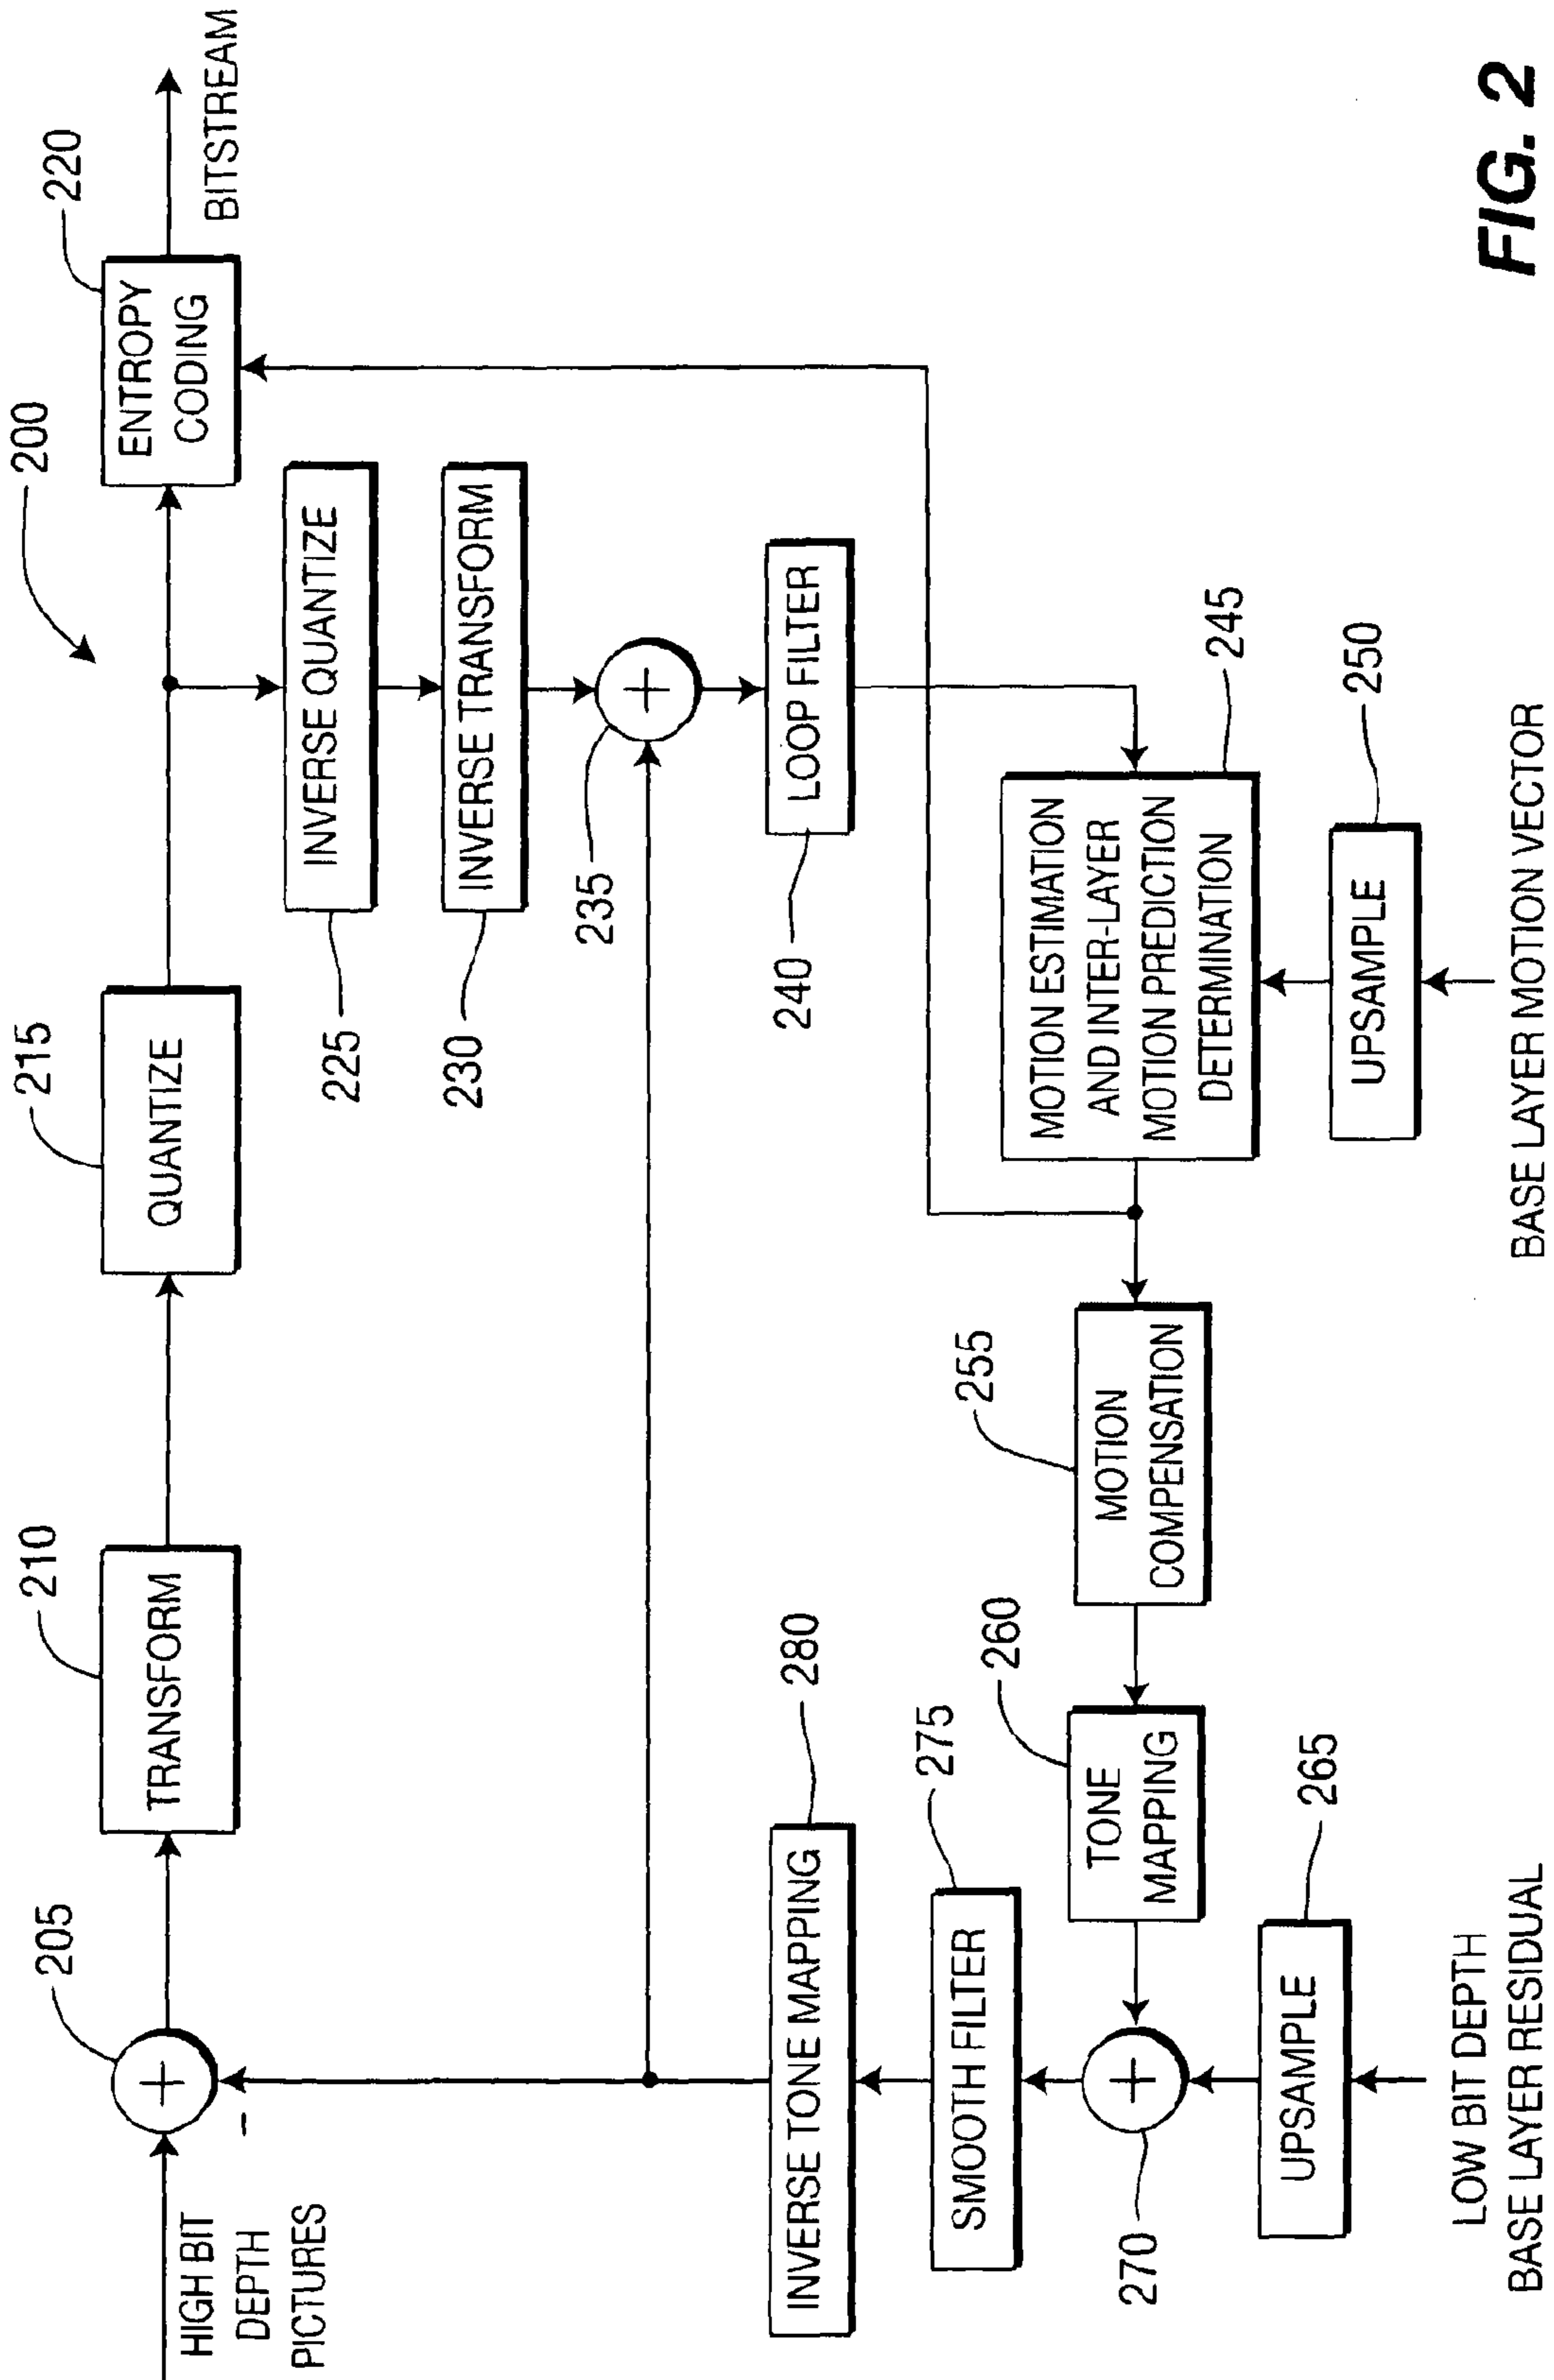 200
205
210
215
220
HIGH BIT
DEPTH
PICTURES
+
-
TRANSFORM
QUANTIZE
ENTROPY
CODING
BITSTREAM
INVERSE QUANTIZE
225
INVERSE TRANSFORM
230
235
+
INVERSE TONE MAPPING
280
LOOP FILTER
240
SMOOTH FILTER
275
255
260
+
270
TONE
MAPPING
MOTION
COMPENSATION
MOTION ESTIMATION
AND INTER-LAYER
MOTION PREDICTION
DETERMINATION
245
UPSAMPLE
265
UPSAMPLE
250
LOW BIT DEPTH
BASE LAYER RESIDUAL
BASE LAYER MOTION VECTOR
FIG. 2